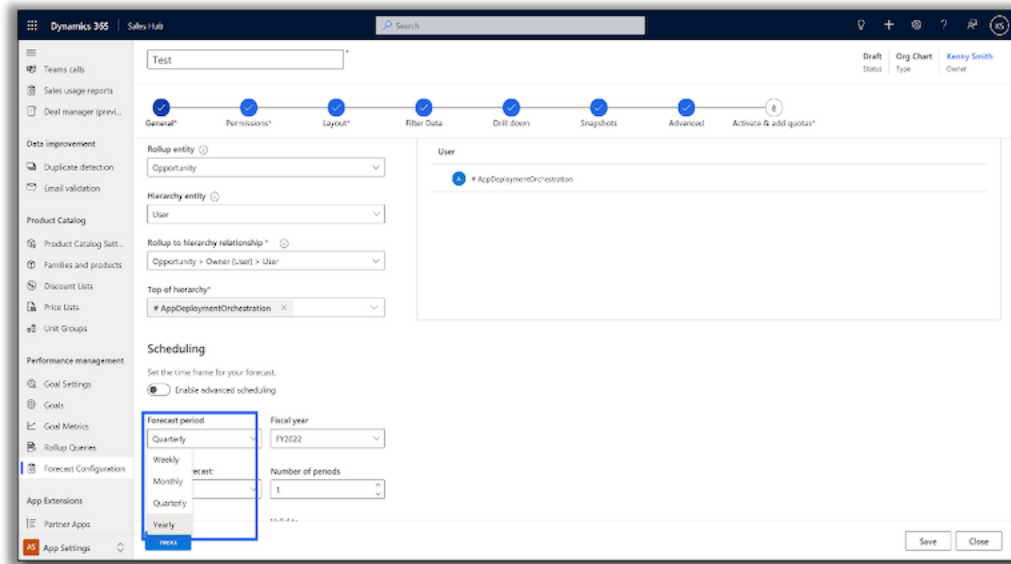 Dynamics 365 Sales Hub Search KS
Test *
Draft Org Chart Kenny Smith
Status Type Owner
Teams calls
Sales usage reports
Deal manager (previ...
Data improvement
Duplicate detection
Email validation
Product Catalog
Product Catalog Sett...
Families and products
Discount Lists
Price Lists
Unit Groups
Performance management
Goal Settings
Goals
Goal Metrics
Rollup Queries
Forecast Configuration
App Extensions
Partner Apps
AS App Settings
General* Permissions* Layout* Filter Data Drill down Snapshots Advanced 8 Activate & add quotas*
Rollup entity
Opportunity
Hierarchy entity
User
Rollup to hierarchy relationship *
Opportunity > Owner (User) > User
Top of hierarchy*
# AppDeploymentOrchestration
User
A # AppDeploymentOrchestration
Scheduling
Set the time frame for your forecast.
Enable advanced scheduling
Forecast period Fiscal year
Quarterly FY2022
Weekly
Monthly
Quarterly
Yearly
Number of periods
1
Save Close